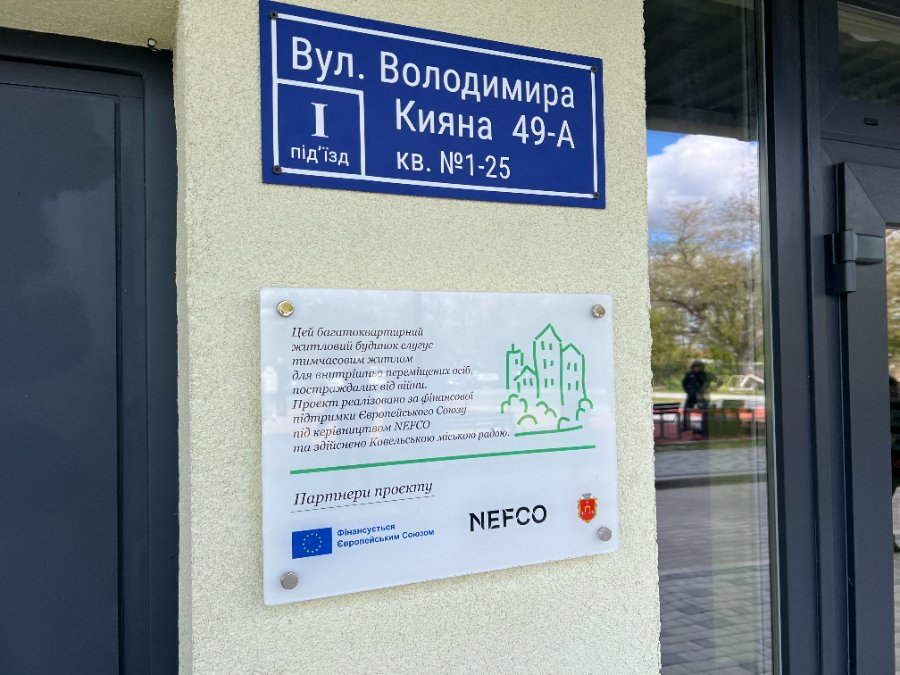 Вул. Володимира
Кияна 49-А
І
під'їзд
кв. №1-25
Цей багатоквартирний
житловий будинок слугує
тимчасовим житлом
для внутрішньо переміщених осіб,
постраждалих від війни.
Проєкт реалізовано за фінансової
підтримки Європейського Союзу
під керівництвом NEFCO
та здійснено Ковельською міською радою.
Партнери проєкту
Фінансується
Європейським Союзом
NEFCO